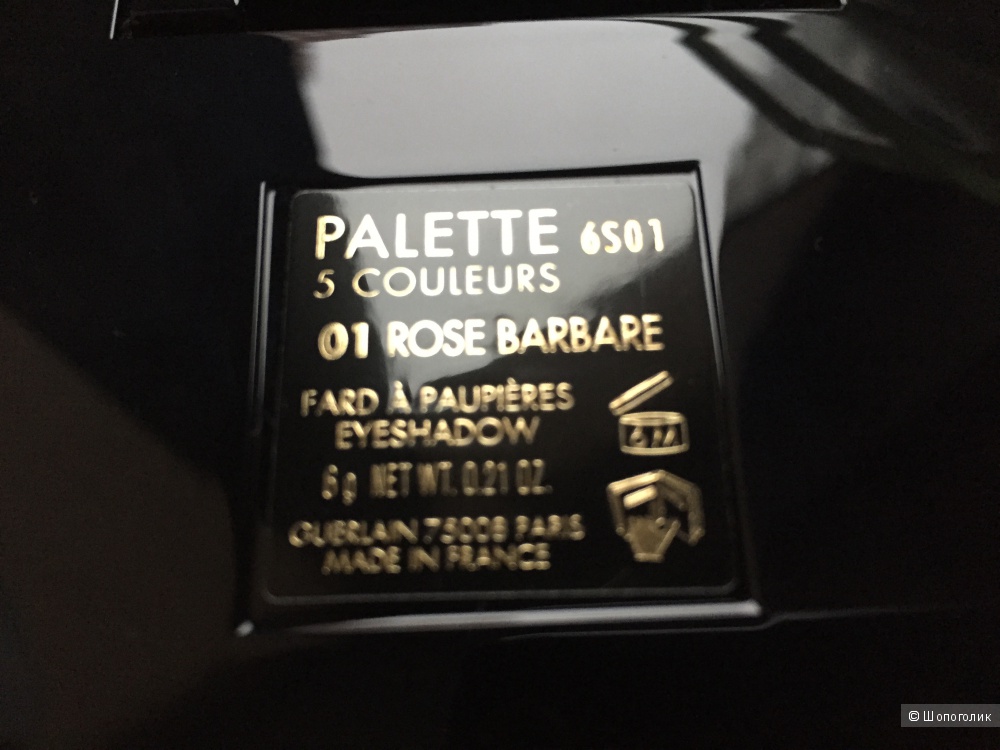 PALETTE 6S01
5 COULEURS
01 ROSE BARBARE
FARD À PAUPIÈRES
EYESHADOW
6 M
6 g NET WT. 0.21 OZ.
GUERLAIN 75008 PARIS
MADE IN FRANCE
© Шопоголик